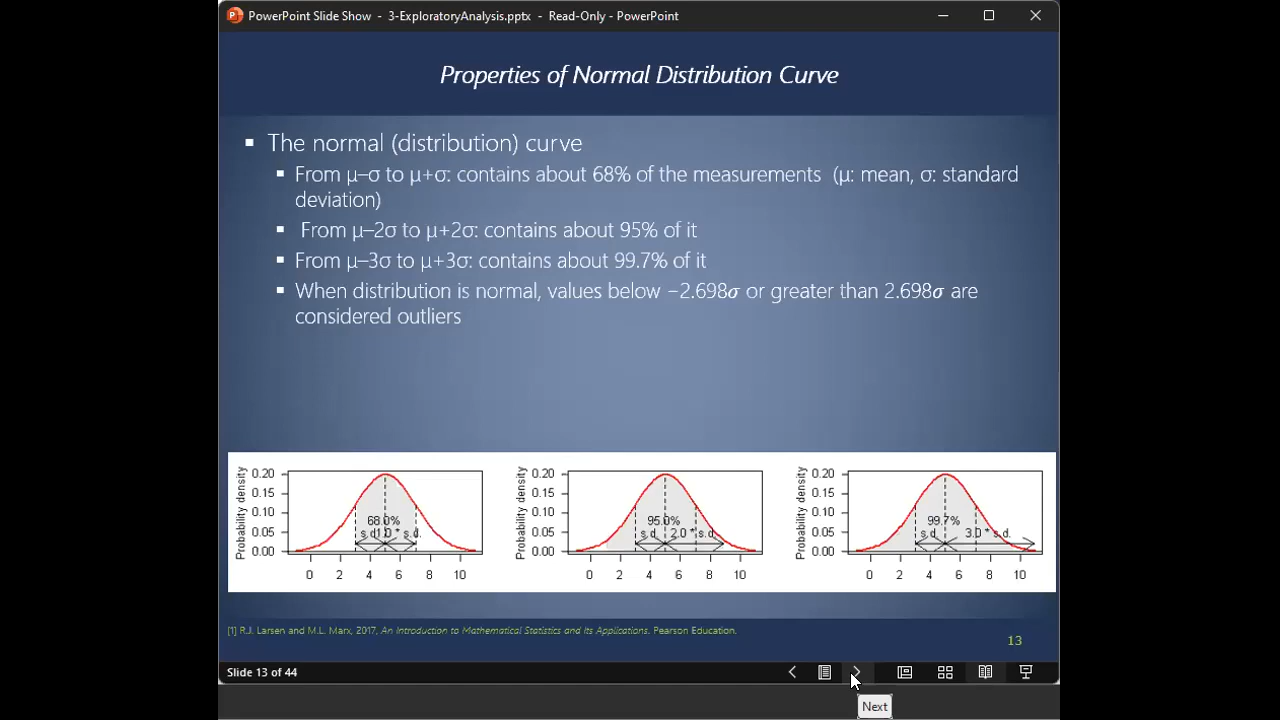 PowerPoint Slide Show - 3-ExploratoryAnalysis.pptx - Read-Only - PowerPoint
Properties of Normal Distribution Curve
▪ The normal (distribution) curve
▪ From μ–σ to μ+σ: contains about 68% of the measurements (μ: mean, σ: standard
deviation)
▪ From μ–2σ to μ+2σ: contains about 95% of it
▪ From μ–3σ to μ+3σ: contains about 99.7% of it
▪ When distribution is normal, values below −2.698σ or greater than 2.698σ are
considered outliers
Probability density
0.20
0.15
0.10
0.05
0.00
68.0%
s.d 1.0 * s.d.
0 2 4 6 8 10
Probability density
0.20
0.15
0.10
0.05
0.00
95.0%
s.d 2.0 * s.d.
0 2 4 6 8 10
Probability density
0.20
0.15
0.10
0.05
0.00
99.7%
s.d. 3.0 * s.d.
0 2 4 6 8 10
[1] R.J. Larsen and M.L. Marx, 2017, An Introduction to Mathematical Statistics and Its Applications. Pearson Education.
13
Slide 13 of 44
Next